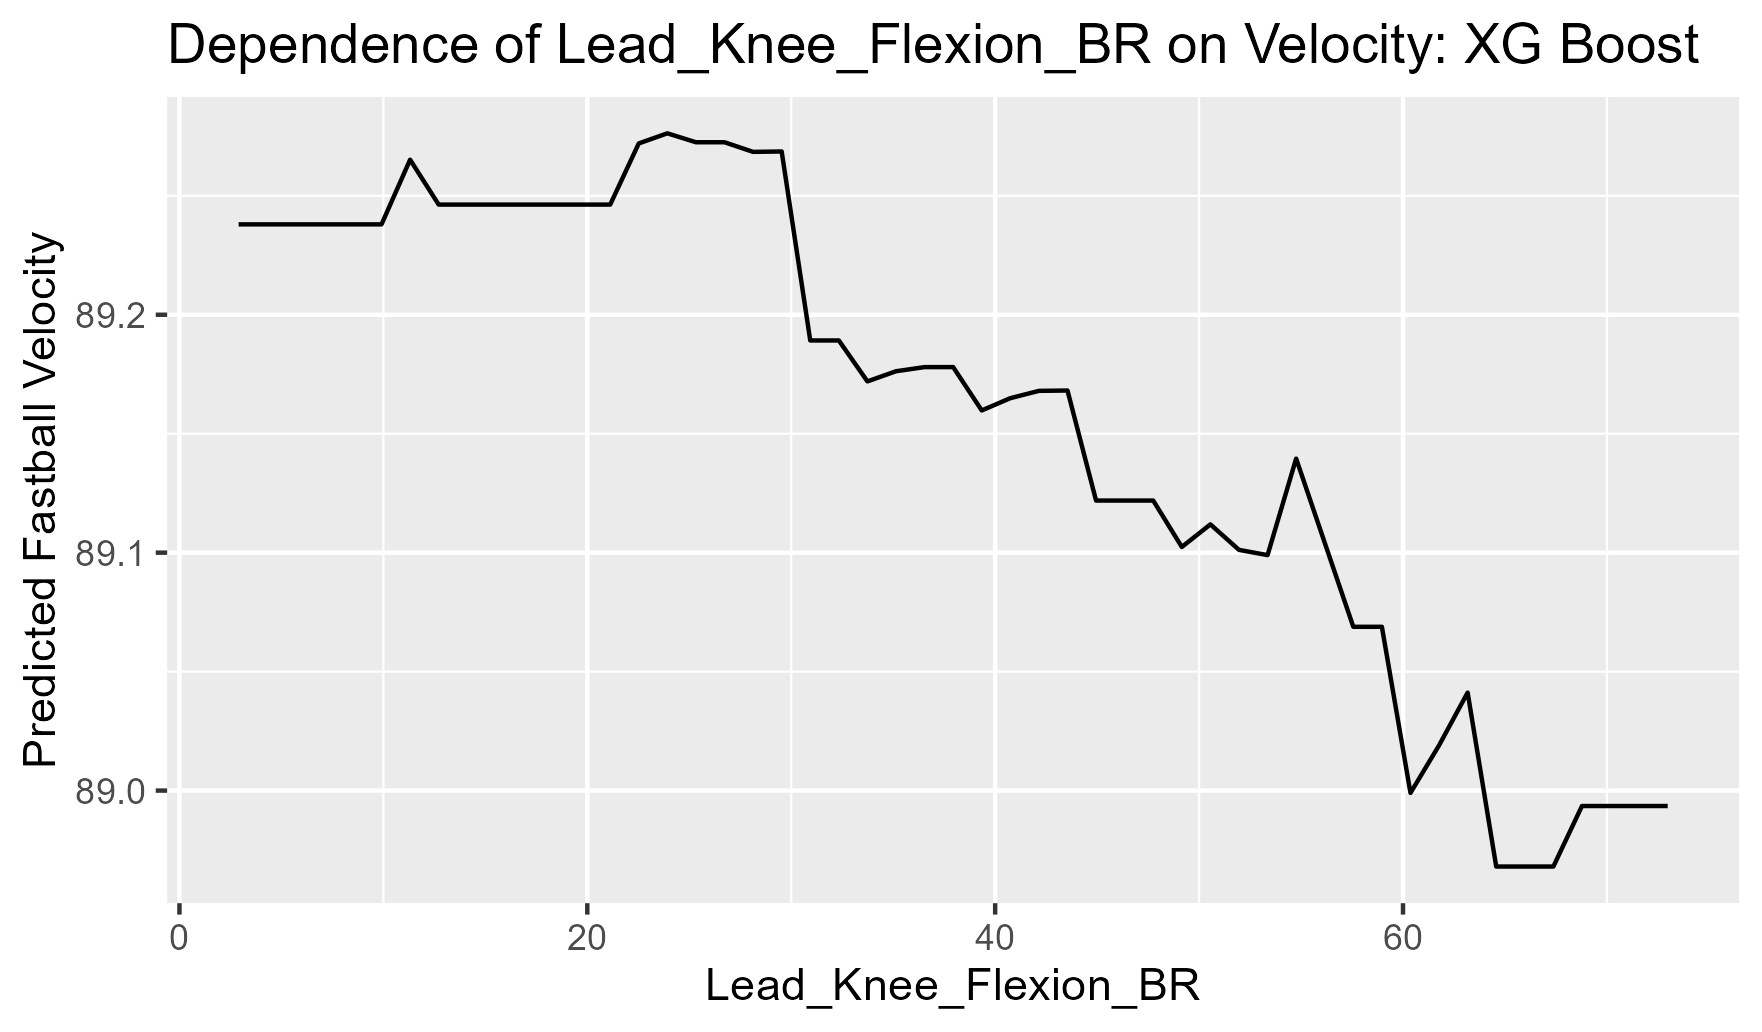 Dependence of Lead_Knee_Flexion_BR on Velocity: XG Boost
Predicted Fastball Velocity
89.2
89.1
89.0
0 20 40 60
Lead_Knee_Flexion_BR